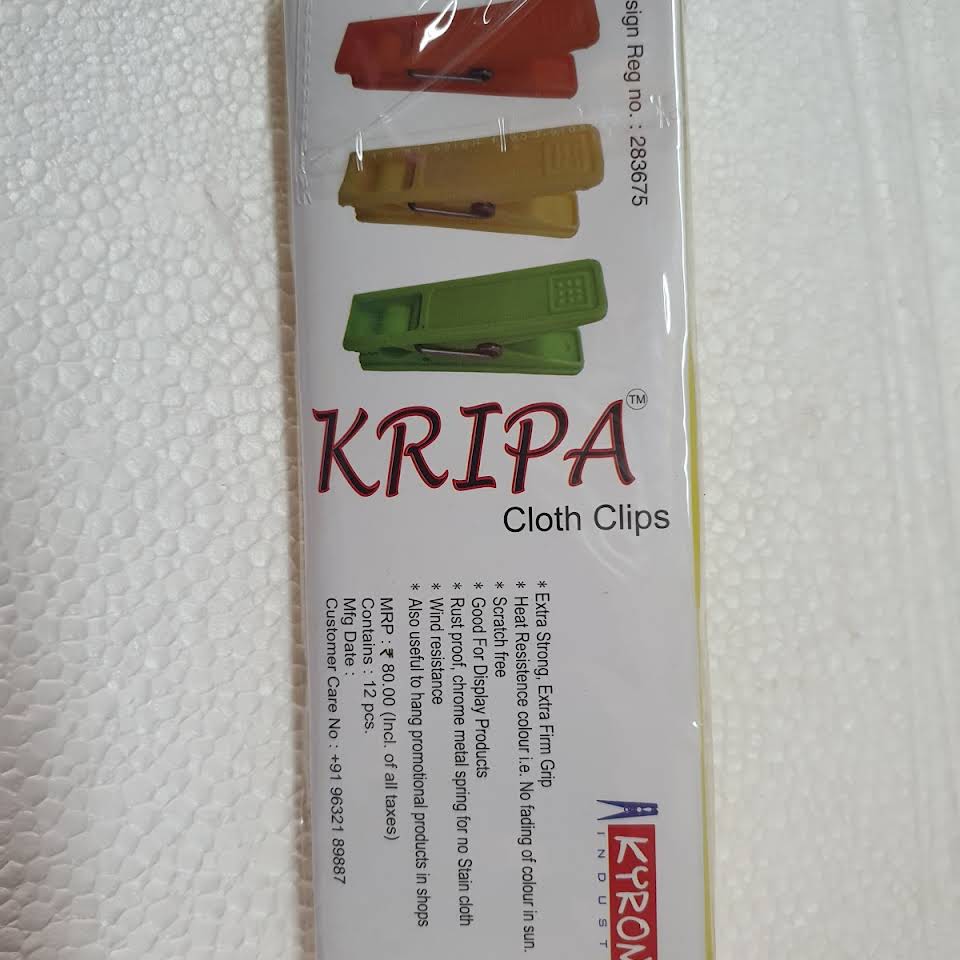 sign Reg no. : 283675
KRIPA™
Cloth Clips
* Extra Strong, Extra Firm Grip
* Heat Resistence colour i.e. No fading of colour in sun.
* Scratch free
* Good For Display Products
* Rust proof, chrome metal spring for no Stain cloth
* Wind resistance
* Also useful to hang promotional products in shops
MRP : ₹ 80.00 (Incl. of all taxes)
Contains : 12 pcs.
Mfg Date :
Customer Care No : +91 96321 89887
KYRON
INDUST